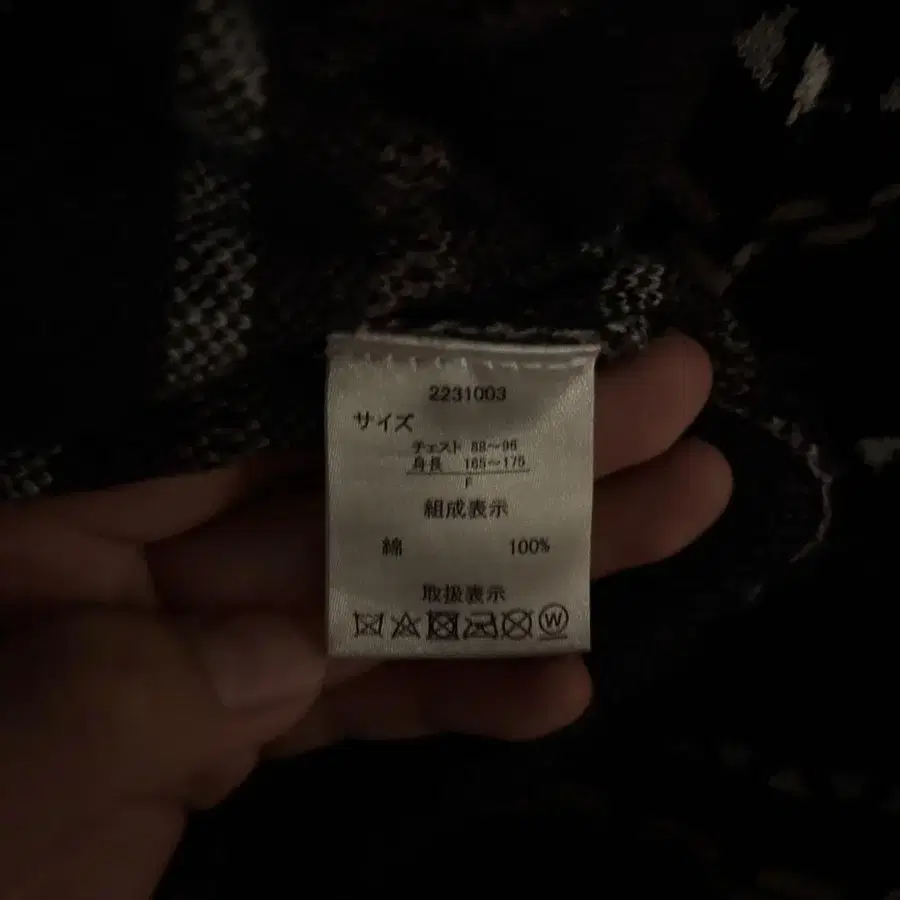 2231003
サイズ
チェスト 88～96
身長 165～175
F
組成表示
綿 100%
取扱表示
W